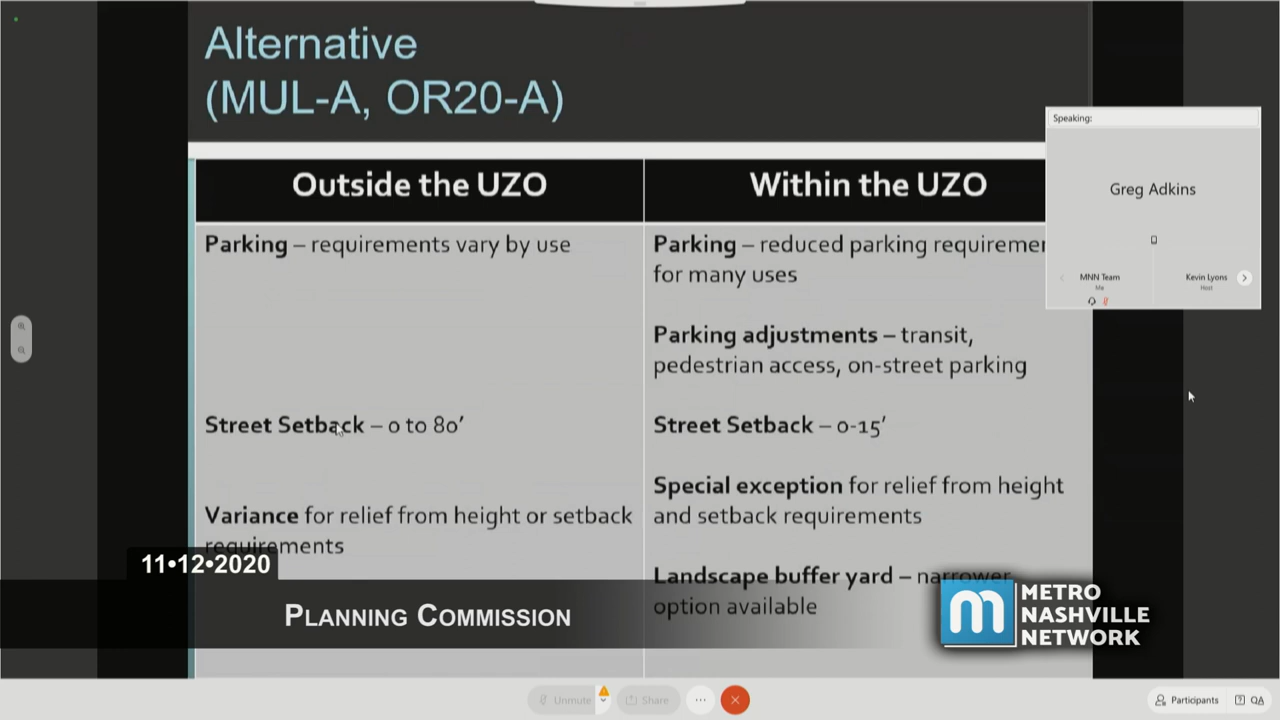 Alternative
(MUL-A, OR20-A)
Outside the UZO
Within the UZO
Parking – requirements vary by use
Parking – reduced parking requiremen
for many uses
Parking adjustments – transit,
pedestrian access, on-street parking
Street Setback – 0 to 80’
Street Setback – 0-15’
Variance for relief from height or setback
requirements
Special exception for relief from height
and setback requirements
Landscape buffer yard – narrower
option available
Speaking:
Greg Adkins
MNN Team
Me
Kevin Lyons
Host
11•12•2020
PLANNING COMMISSION
m
METRO
NASHVILLE
NETWORK
Unmute
Share
Participants
QA